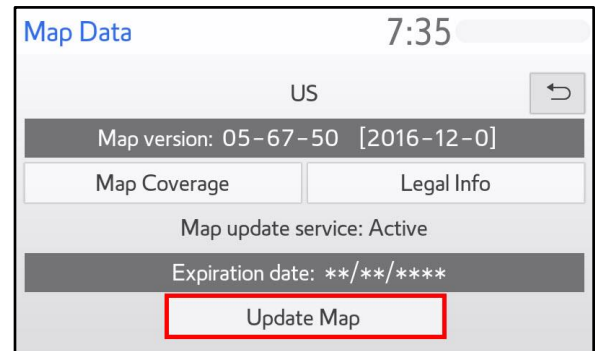 Map Data 7:35
US
Map version: 05-67-50 [2016-12-0]
Map Coverage Legal Info
Map update service: Active
Expiration date: **/**/****
Update Map